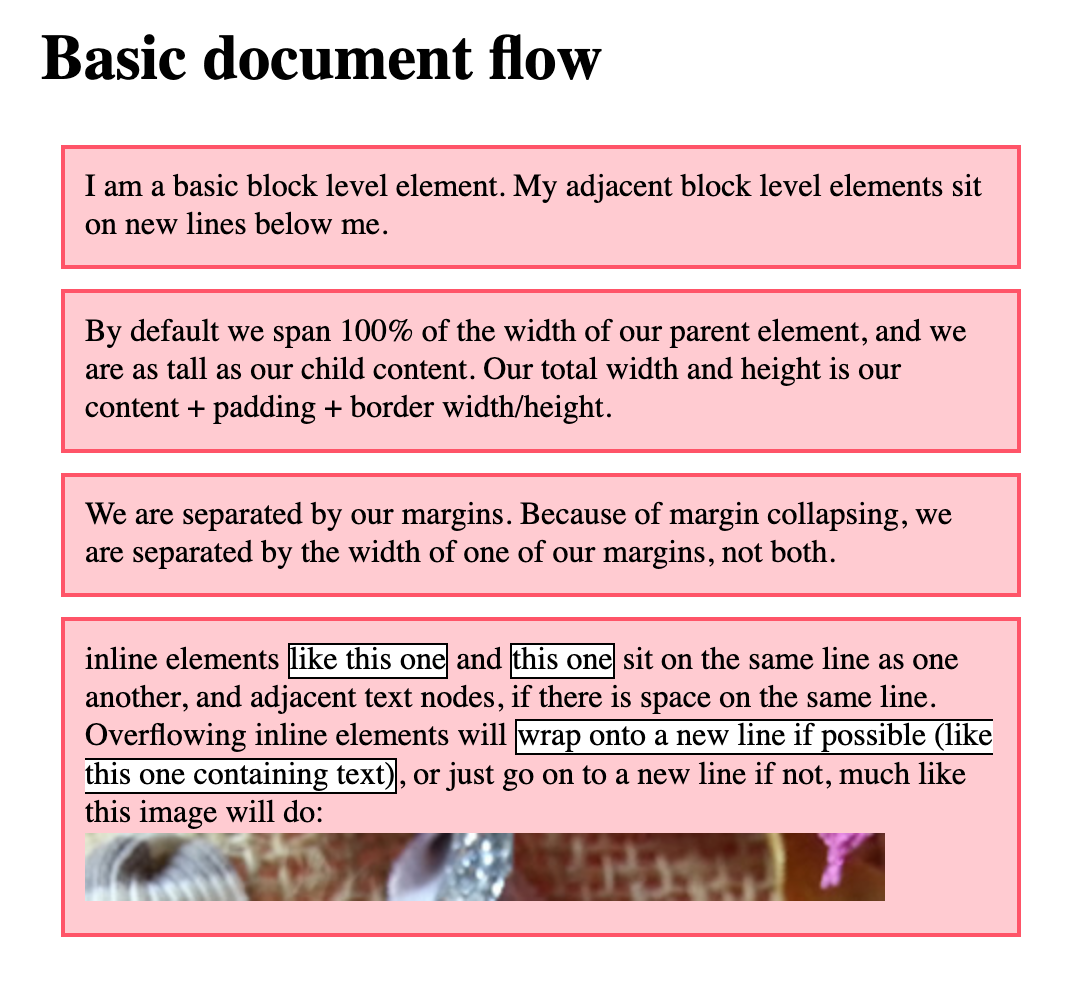 Basic document flow
I am a basic block level element. My adjacent block level elements sit
on new lines below me.
By default we span 100% of the width of our parent element, and we
are as tall as our child content. Our total width and height is our
content + padding + border width/height.
We are separated by our margins. Because of margin collapsing, we
are separated by the width of one of our margins, not both.
inline elements like this one and this one sit on the same line as one
another, and adjacent text nodes, if there is space on the same line.
Overflowing inline elements will wrap onto a new line if possible (like
this one containing text), or just go on to a new line if not, much like
this image will do: